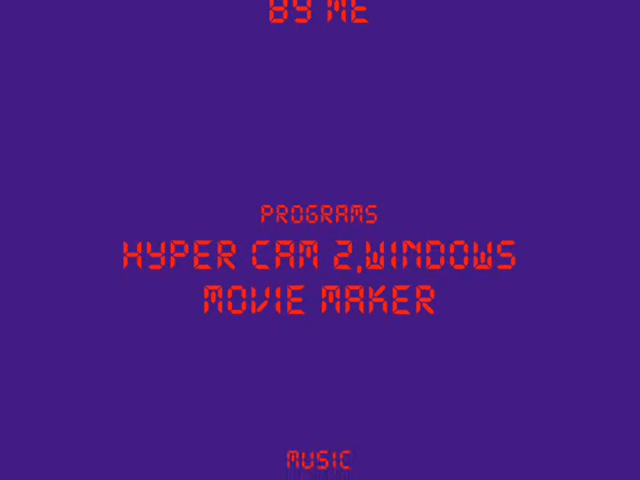 BY ME
PROGRAMS
HYPER CAM 2,WINDOWS
MOVIE MAKER
MUSIC